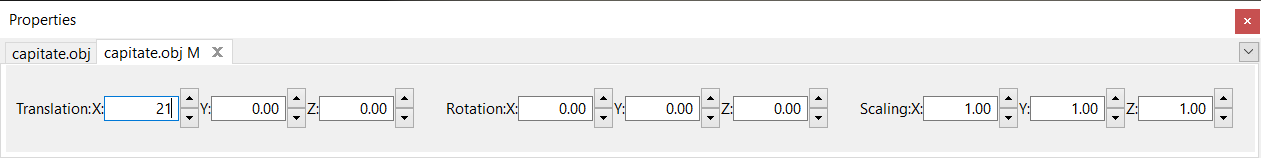 Properties
capitate.obj capitate.obj M
Translation:X: 21 Y: 0.00 Z: 0.00 Rotation:X: 0.00 Y: 0.00 Z: 0.00 Scaling:X: 1.00 Y: 1.00 Z: 1.00